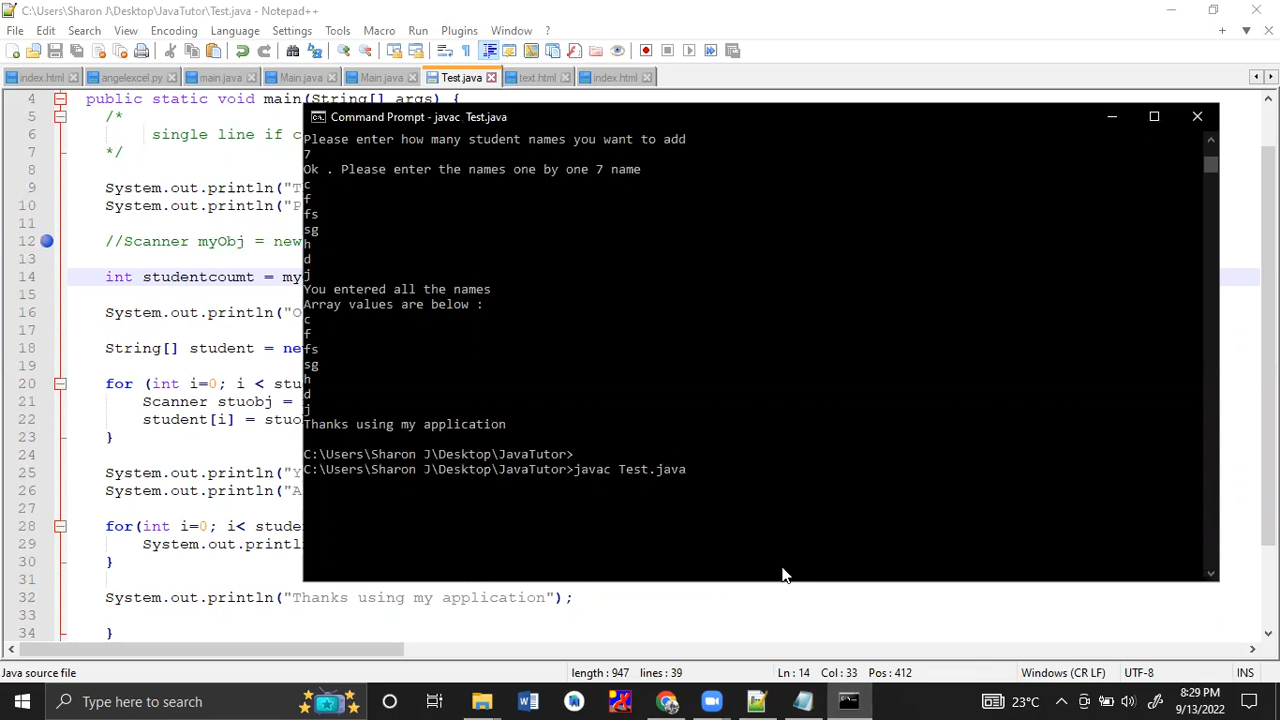 C:\Users\Sharon J\Desktop\JavaTutor\Test.java - Notepad++
File Edit Search View Encoding Language Settings Tools Macro Run Plugins Window ?
index.html angelexcel.py main.java Main.java Main.java Test.java text.html index.html
4 public static void main(String[] args) {
5 /*
6 single line if c
7 */
8
9 System.out.println("T
10 System.out.println("P
11
12 //Scanner myObj = new
13
14 int studentcoumt = my
15
16 System.out.println("O
17
18 String[] student = ne
19
20 for (int i=0; i < stu
21 Scanner stuobj =
22 student[i] = stuo
23 }
24
25 System.out.println("Y
26 System.out.println("A
27
28 for(int i=0; i< stude
29 System.out.println
30 }
31
32 System.out.println("Thanks using my application");
33
34 }
Command Prompt - javac Test.java
Please enter how many student names you want to add
7
Ok . Please enter the names one by one 7 name
c
f
fs
sg
h
d
j
You entered all the names
Array values are below :
c
f
fs
sg
h
d
j
Thanks using my application
C:\Users\Sharon J\Desktop\JavaTutor>
C:\Users\Sharon J\Desktop\JavaTutor>javac Test.java
Java source file length : 947 lines : 39 Ln : 14 Col : 33 Pos : 412 Windows (CR LF) UTF-8 INS
Type here to search 23°C 8:29 PM
9/13/2022